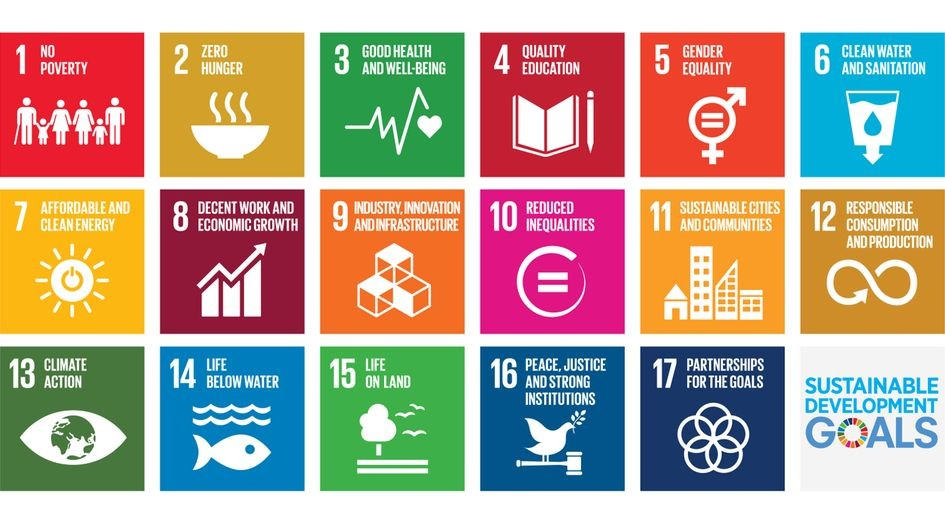 1 NO
POVERTY
2 ZERO
HUNGER
3 GOOD HEALTH
AND WELL-BEING
4 QUALITY
EDUCATION
5 GENDER
EQUALITY
6 CLEAN WATER
AND SANITATION
7 AFFORDABLE AND
CLEAN ENERGY
8 DECENT WORK AND
ECONOMIC GROWTH
9 INDUSTRY, INNOVATION
AND INFRASTRUCTURE
10 REDUCED
INEQUALITIES
11 SUSTAINABLE CITIES
AND COMMUNITIES
12 RESPONSIBLE
CONSUMPTION
AND PRODUCTION
13 CLIMATE
ACTION
14 LIFE
BELOW WATER
15 LIFE
ON LAND
16 PEACE, JUSTICE
AND STRONG
INSTITUTIONS
17 PARTNERSHIPS
FOR THE GOALS
SUSTAINABLE
DEVELOPMENT
GOALS